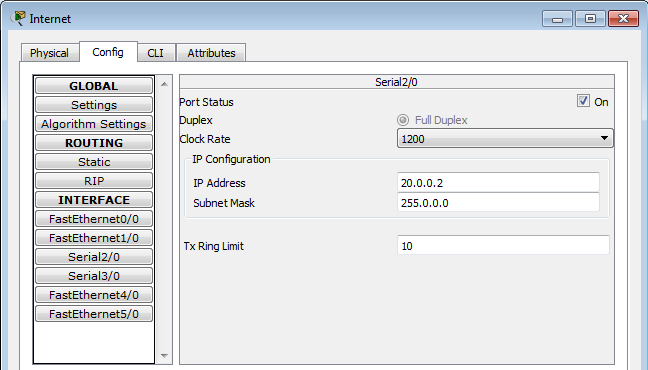 Internet
Physical Config CLI Attributes
GLOBAL
Settings
Algorithm Settings
ROUTING
Static
RIP
INTERFACE
FastEthernet0/0
FastEthernet1/0
Serial2/0
Serial3/0
FastEthernet4/0
FastEthernet5/0
Serial2/0
Port Status On
Duplex Full Duplex
Clock Rate 1200
IP Configuration
IP Address 20.0.0.2
Subnet Mask 255.0.0.0
Tx Ring Limit 10